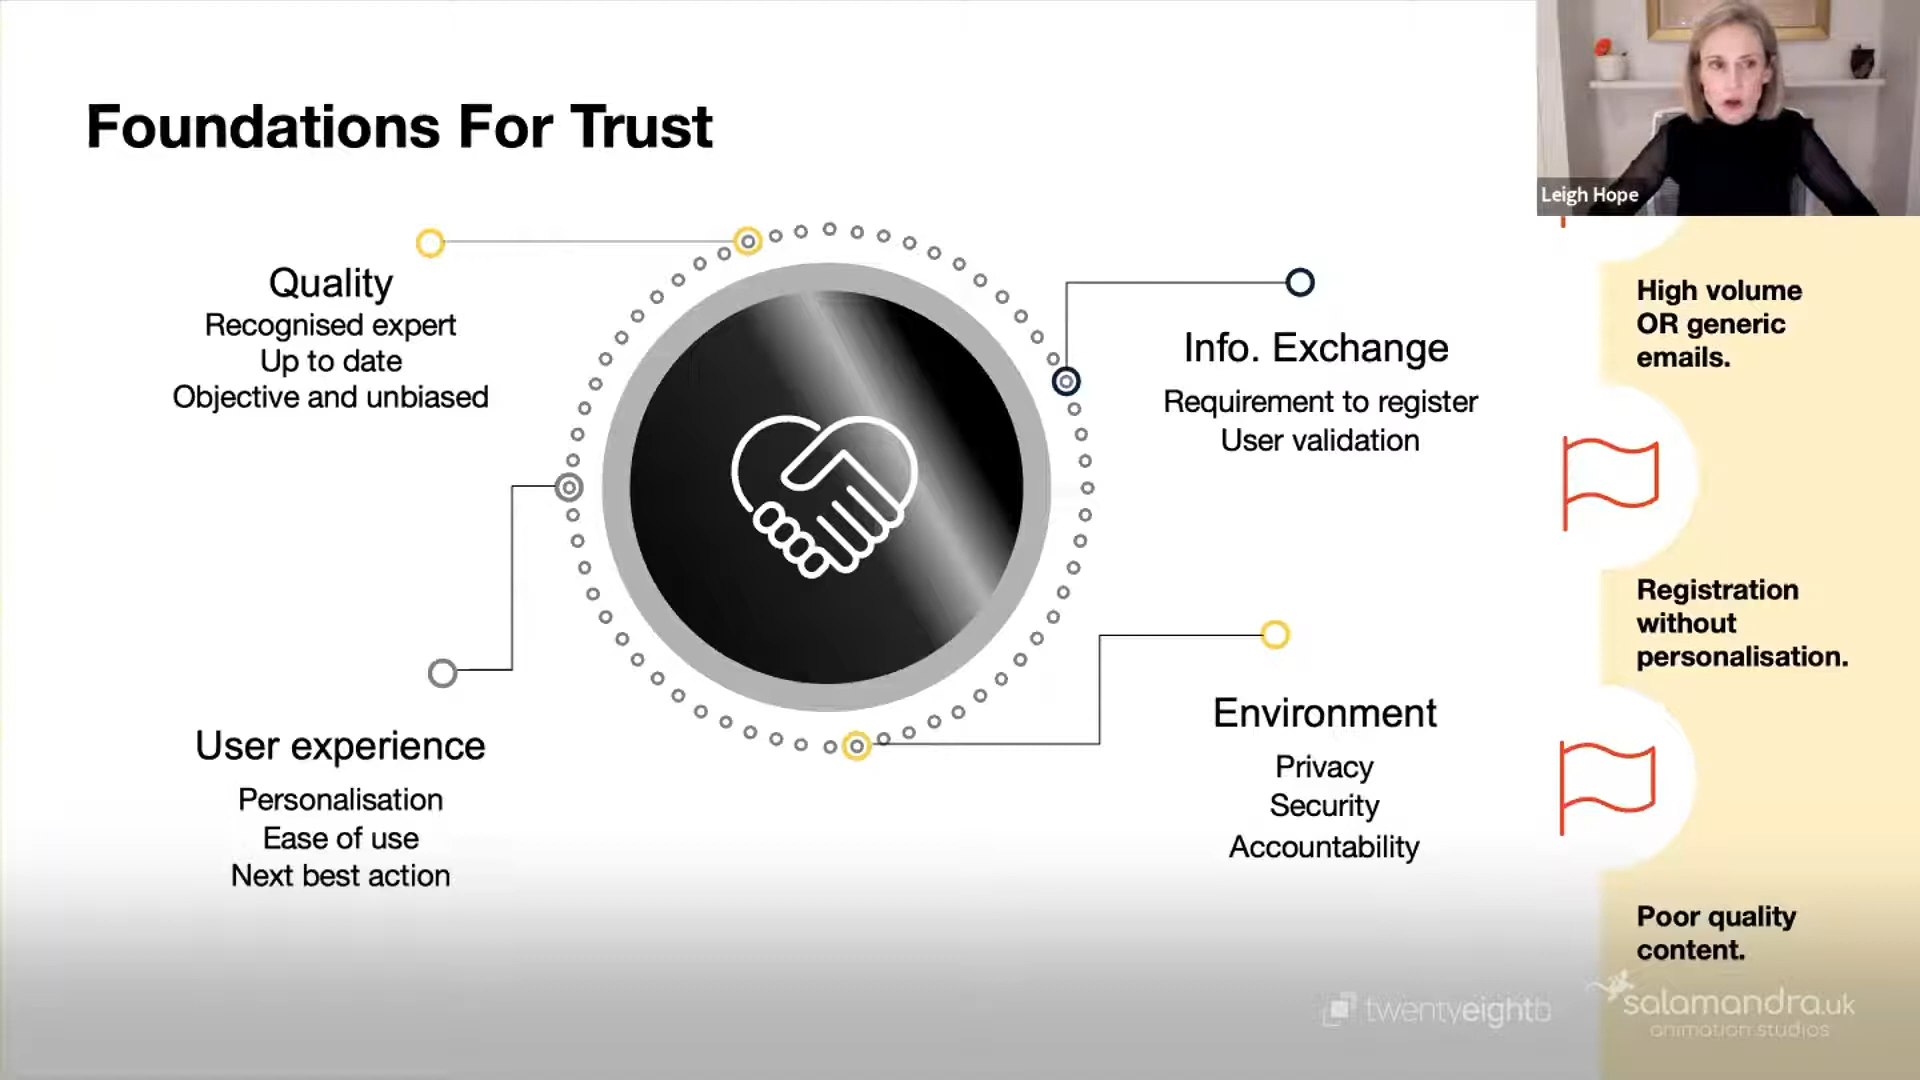 Foundations For Trust
Leigh Hope
Quality
Recognised expert
Up to date
Objective and unbiased
Info. Exchange
Requirement to register
User validation
User experience
Personalisation
Ease of use
Next best action
Environment
Privacy
Security
Accountability
High volume
OR generic
emails.
Registration
without
personalisation.
Poor quality
content.
twentyeightb
salamandra.uk
animation studios